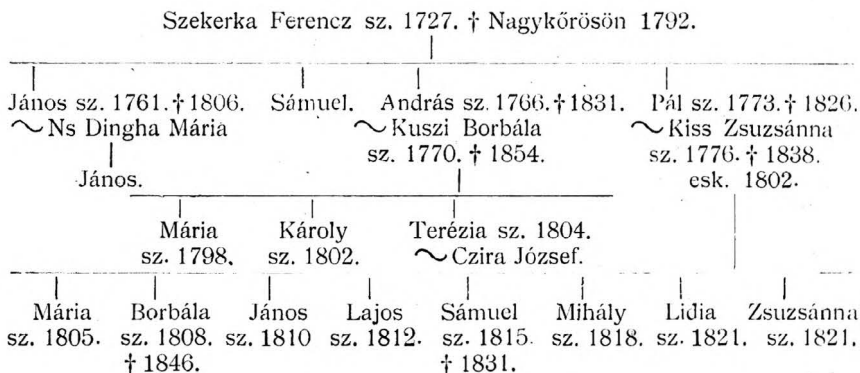 Szekerka Ferencz sz. 1727. † Nagykőrösön 1792.
János sz. 1761. † 1806. Sámuel. András sz. 1766. † 1831. Pál sz. 1773. † 1826.
~ Ns Dingha Mária ~ Kuszi Borbála ~ Kiss Zsuzsánna
sz. 1770. † 1854. sz. 1776. † 1838.
János. esk. 1802.
Mária Károly Terézia sz. 1804.
sz. 1798. sz. 1802. ~ Czira József.
Mária Borbála János Lajos Sámuel Mihály Lidia Zsuzsánna
sz. 1805. sz. 1808. sz. 1810 sz. 1812. sz. 1815. sz. 1818. sz. 1821. sz. 1821.
† 1846. † 1831.